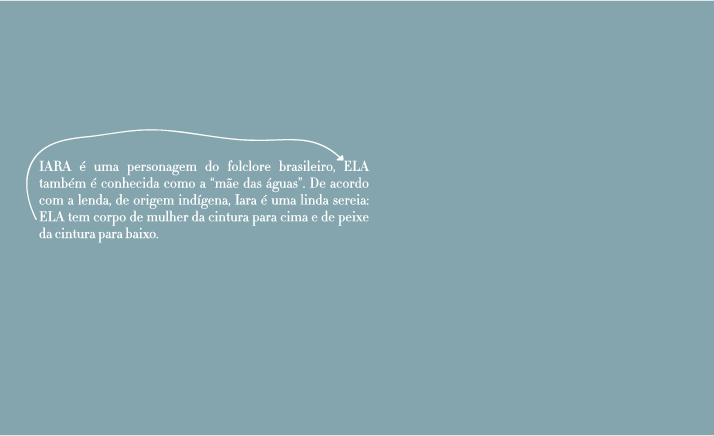 IARA é uma personagem do folclore brasileiro, ELA
também é conhecida como a “mãe das águas”. De acordo
com a lenda, de origem indígena, Iara é uma linda sereia:
ELA tem corpo de mulher da cintura para cima e de peixe
da cintura para baixo.